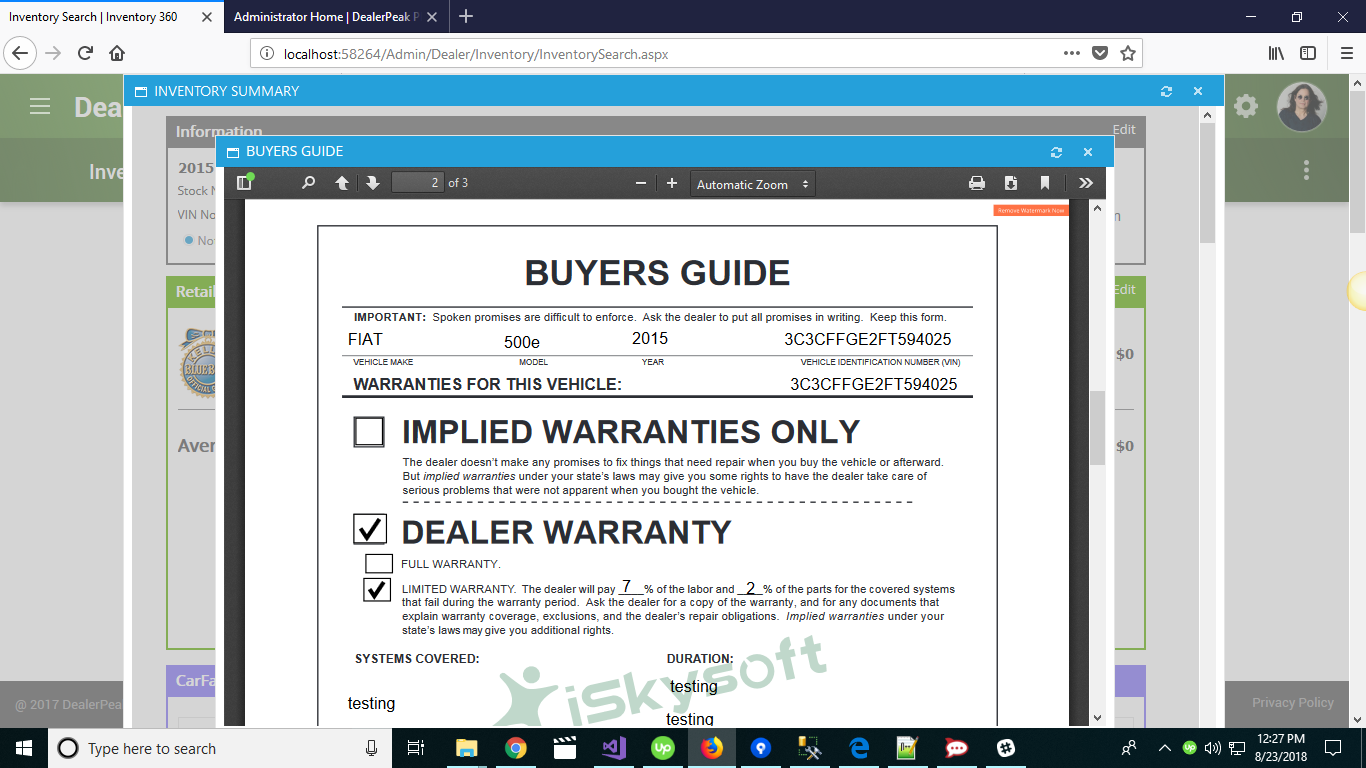 Inventory Search | Inventory 360
Administrator Home | DealerPeak P
localhost:58264/Admin/Dealer/Inventory/InventorySearch.aspx
INVENTORY SUMMARY
Dea
Information
Edit
Inve
BUYERS GUIDE
2015
Stock N
VIN No
No
2 of 3
Automatic Zoom
Remove Watermark Now
BUYERS GUIDE
Retail
Edit
IMPORTANT: Spoken promises are difficult to enforce. Ask the dealer to put all promises in writing. Keep this form.
FIAT 500e 2015 3C3CFFGE2FT594025
VEHICLE MAKE MODEL YEAR VEHICLE IDENTIFICATION NUMBER (VIN)
$0
WARRANTIES FOR THIS VEHICLE: 3C3CFFGE2FT594025
IMPLIED WARRANTIES ONLY
Aver
$0
The dealer doesn't make any promises to fix things that need repair when you buy the vehicle or afterward.
But implied warranties under your state's laws may give you some rights to have the dealer take care of
serious problems that were not apparent when you bought the vehicle.
DEALER WARRANTY
FULL WARRANTY.
LIMITED WARRANTY. The dealer will pay 7 % of the labor and 2 % of the parts for the covered systems
that fail during the warranty period. Ask the dealer for a copy of the warranty, and for any documents that
explain warranty coverage, exclusions, and the dealer's repair obligations. Implied warranties under your
state's laws may give you additional rights.
SYSTEMS COVERED: DURATION:
iSkysoft
CarFa
testing
testing
testing
@ 2017 DealerPea
Privacy Policy
Type here to search
12:27 PM
8/23/2018